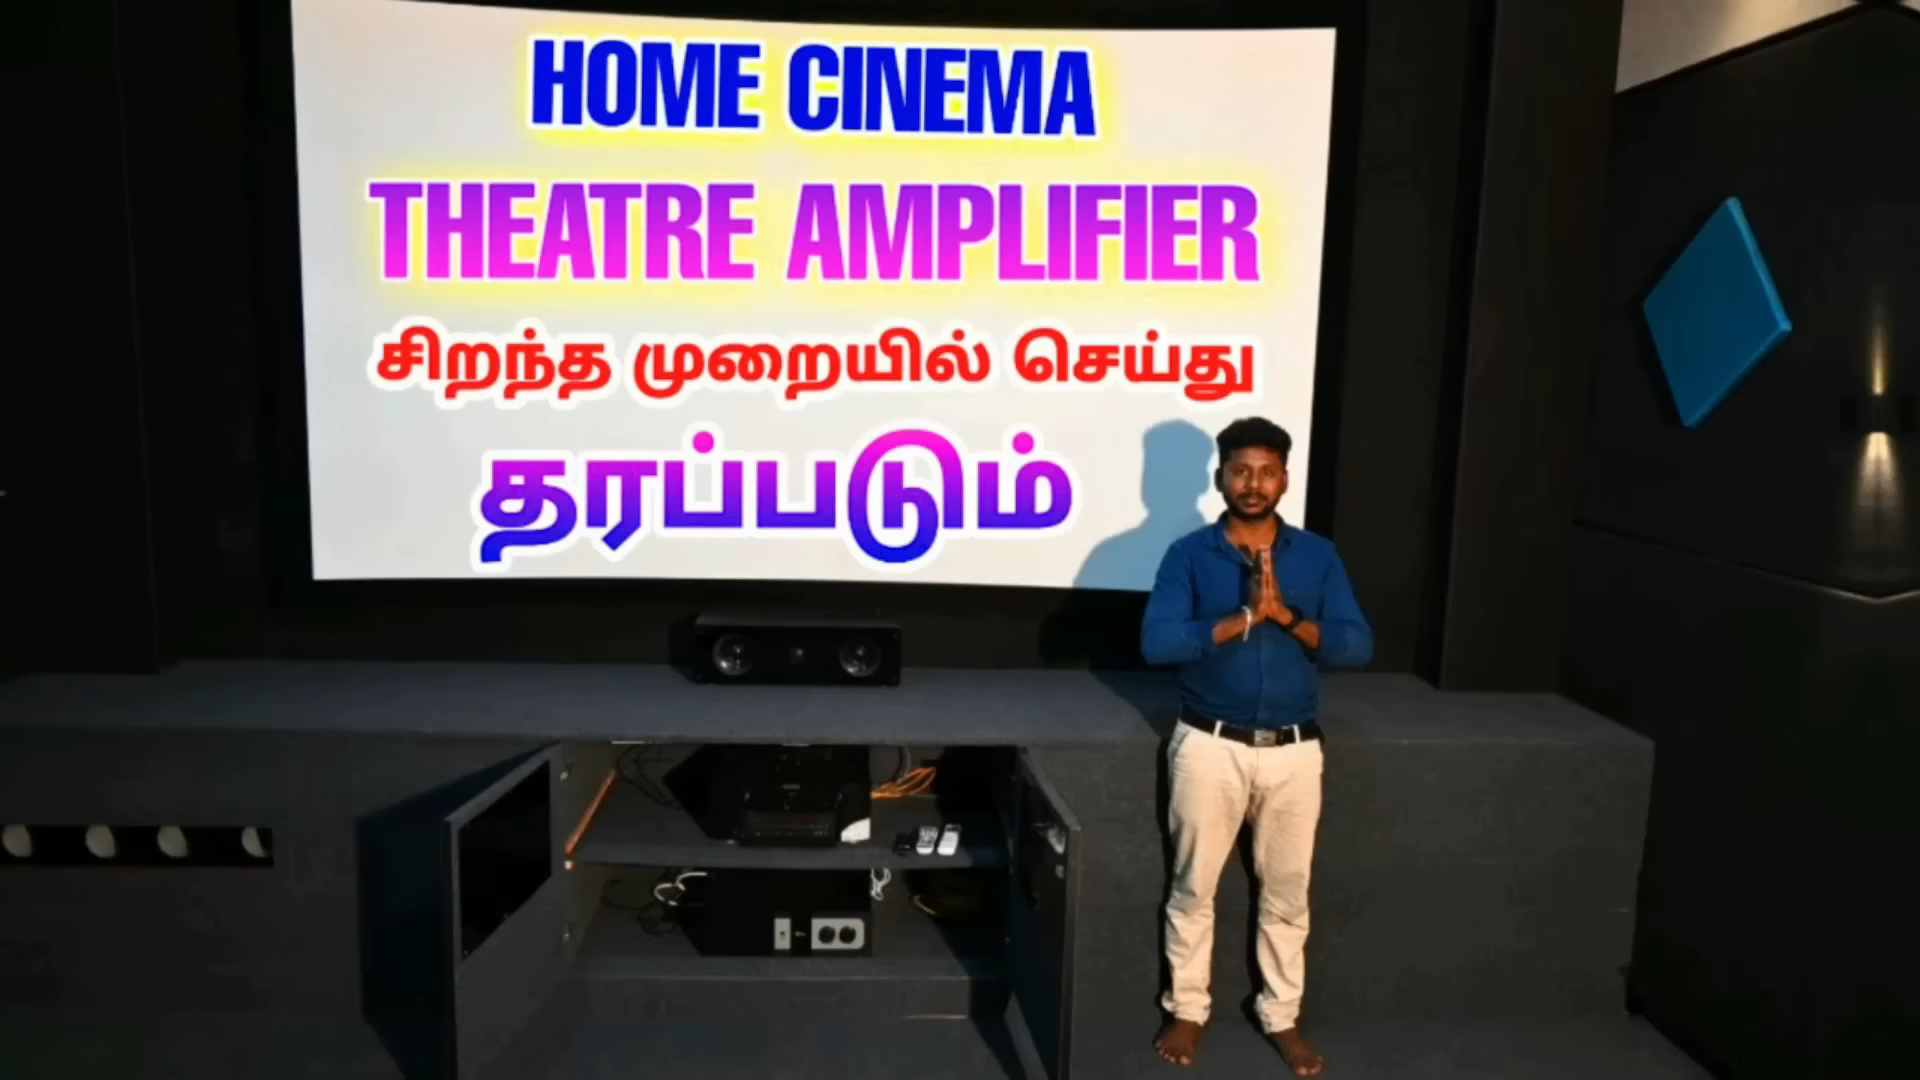 HOME CINEMA
THEATRE AMPLIFIER
சிறந்த முறையில் செய்து
தரப்படும்